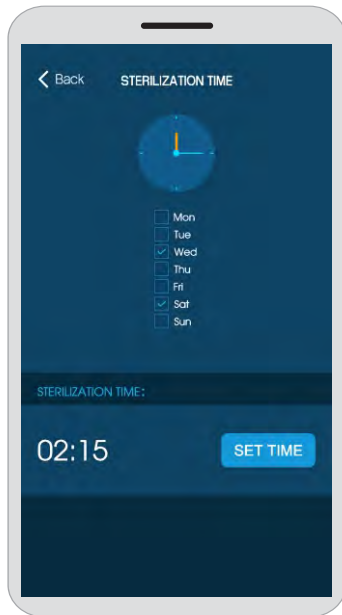 Back STERILIZATION TIME
Mon
Tue
Wed
Thu
Fri
Sat
Sun
STERILIZATION TIME:
02:15 SET TIME